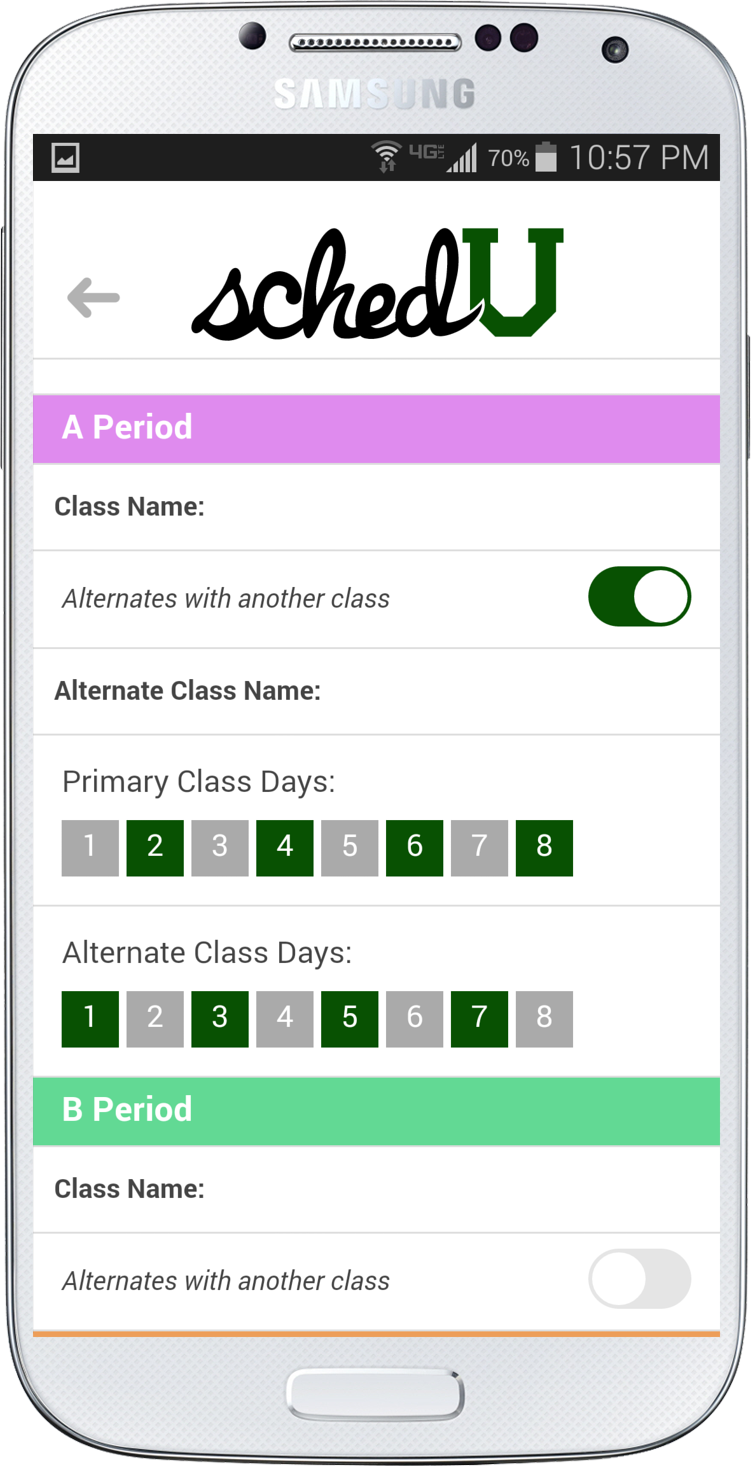 SAMSUNG
4G LTE 70% 10:57 PM
schedU
A Period
Class Name:
Alternates with another class
Alternate Class Name:
Primary Class Days:
1 2 3 4 5 6 7 8
Alternate Class Days:
1 2 3 4 5 6 7 8
B Period
Class Name:
Alternates with another class